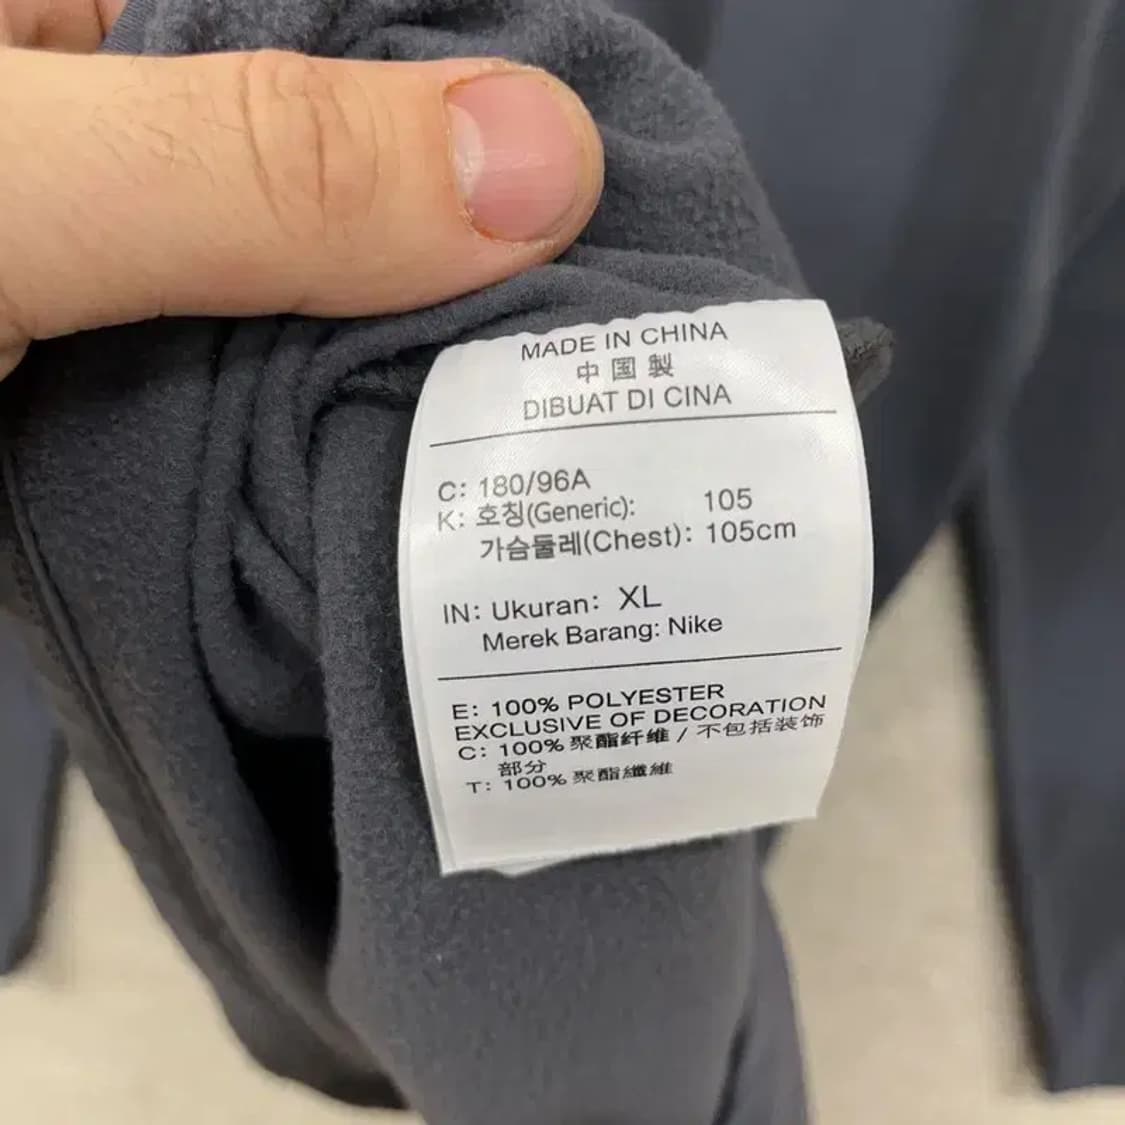 MADE IN CHINA
中国製
DIBUAT DI CINA
C: 180/96A
K: 호칭(Generic): 105
가슴둘레(Chest): 105cm
IN: Ukuran: XL
Merek Barang: Nike
E: 100% POLYESTER
EXCLUSIVE OF DECORATION
C: 100% 聚酯纤维 / 不包括装饰
部分
T: 100% 聚酯纖維